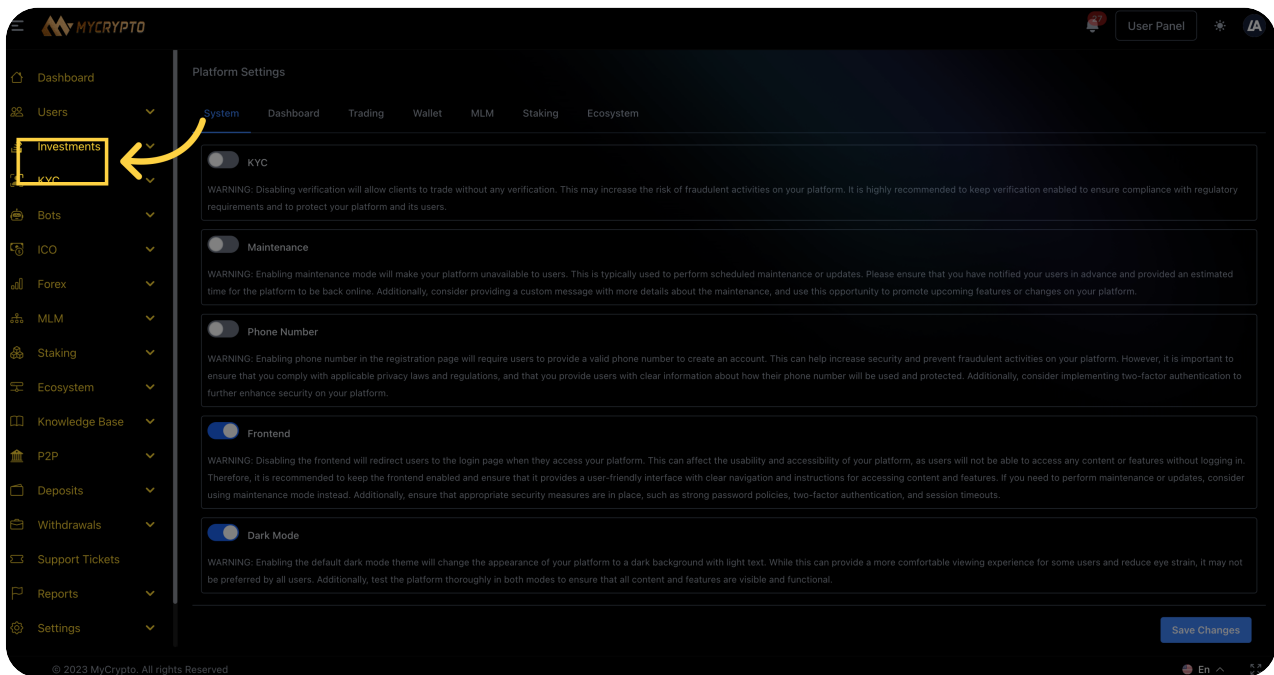 MYCRYPTO
27
User Panel
Dashboard
Users
Investments
KYC
Bots
ICO
Forex
MLM
Staking
Ecosystem
Knowledge Base
P2P
Deposits
Withdrawals
Support Tickets
Reports
Settings
Platform Settings
System Dashboard Trading Wallet MLM Staking Ecosystem
KYC
WARNING: Disabling verification will allow clients to trade without any verification. This may increase the risk of fraudulent activities on your platform. It is highly recommended to keep verification enabled to ensure compliance with regulatory
requirements and to protect your platform and its users.
Maintenance
WARNING: Enabling maintenance mode will make your platform unavailable to users. This is typically used to perform scheduled maintenance or updates. Please ensure that you have notified your users in advance and provided an estimated
time for the platform to be back online. Additionally, consider providing a custom message with more details about the maintenance, and use this opportunity to promote upcoming features or changes on your platform.
Phone Number
WARNING: Enabling phone number in the registration page will require users to provide a valid phone number to create an account. This can help increase security and prevent fraudulent activities on your platform. However, it is important to
ensure that you comply with applicable privacy laws and regulations, and that you provide users with clear information about how their phone number will be used and protected. Additionally, consider implementing two-factor authentication to
further enhance security on your platform.
Frontend
WARNING: Disabling the frontend will redirect users to the login page when they access your platform. This can affect the usability and accessibility of your platform, as users will not be able to access any content or features without logging in.
Therefore, it is recommended to keep the frontend enabled and ensure that it provides a user-friendly interface with clear navigation and instructions for accessing content and features. If you need to perform maintenance or updates, consider
using maintenance mode instead. Additionally, ensure that appropriate security measures are in place, such as strong password policies, two-factor authentication, and session timeouts.
Dark Mode
WARNING: Enabling the default dark mode theme will change the appearance of your platform to a dark background with light text. While this can provide a more comfortable viewing experience for some users and reduce eye strain, it may not
be preferred by all users. Additionally, test the platform thoroughly in both modes to ensure that all content and features are visible and functional.
Save Changes
© 2023 MyCrypto. All rights Reserved
En